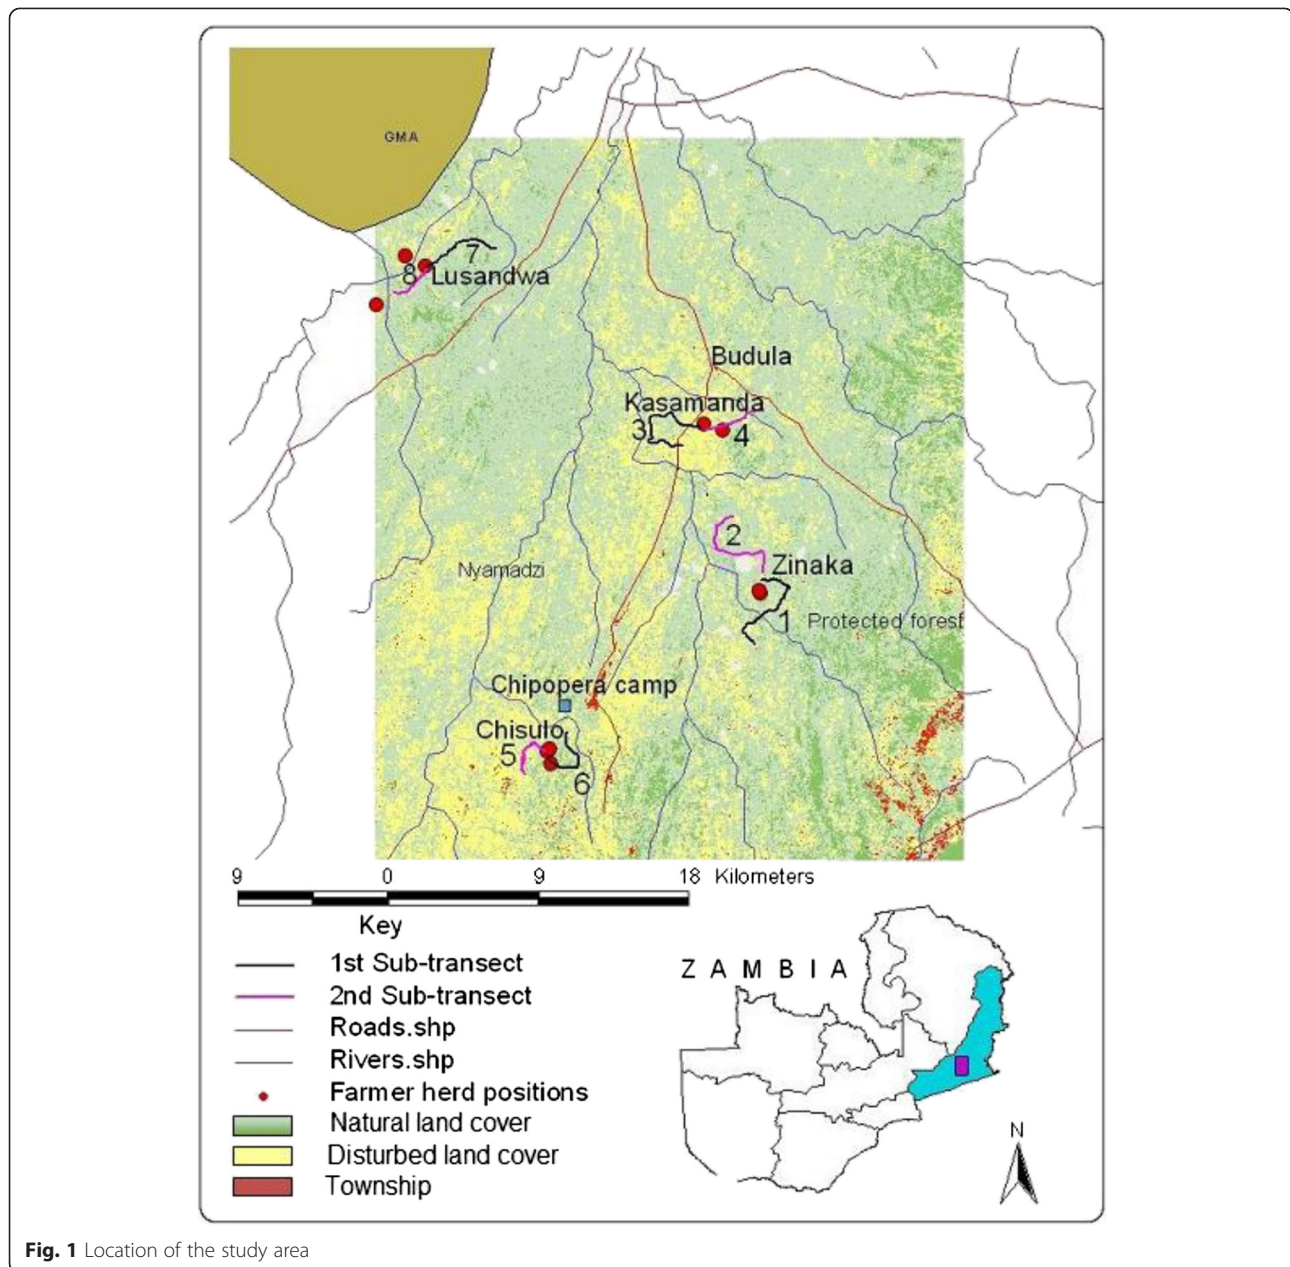 GMA
7
8
Lusandwa
Budula
Kasamanda
3
4
2
Zinaka
Nyamadzi
1
Protected forest
Chipopera camp
Chisulo
5
6
9 0 9 18 Kilometers
Key
1st Sub-transect
2nd Sub-transect
Roads.shp
Rivers.shp
Farmer herd positions
Natural land cover
Disturbed land cover
Township
Z A M B I A
N
Fig. 1 Location of the study area